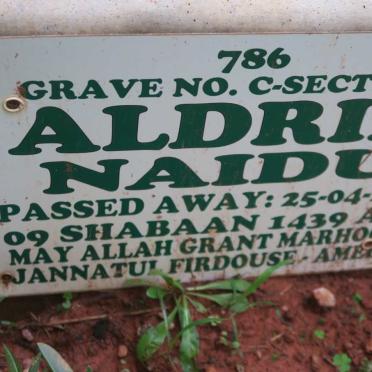 786
GRAVE NO. C-SECT
ALDRI
NAIDU
PASSED AWAY: 25-04-
09 SHABAAN 1439 A
MAY ALLAH GRANT MARHOO
JANNATUL FIRDOUSE - AME